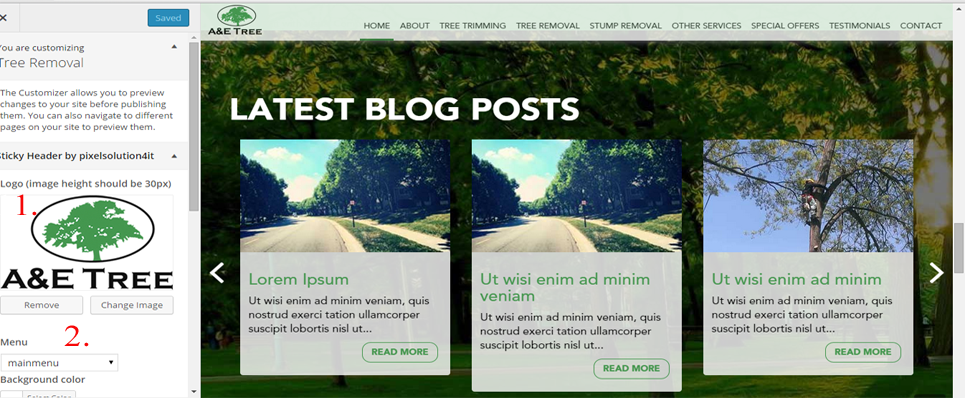 Saved
You are customizing
Tree Removal
The Customizer allows you to preview
changes to your site before publishing
them. You can also navigate to different
pages on your site to preview them.
Sticky Header by pixelsolution4it
Logo (image height should be 30px)
1.
A&E TREE
Remove
Change Image
2.
Menu
mainmenu
Background color
Select Color
A&E TREE
HOME ABOUT TREE TRIMMING TREE REMOVAL STUMP REMOVAL OTHER SERVICES SPECIAL OFFERS TESTIMONIALS CONTACT
LATEST BLOG POSTS
Lorem Ipsum
Ut wisi enim ad minim veniam, quis
nostrud exerci tation ullamcorper
suscipit lobortis nisl ut...
READ MORE
Ut wisi enim ad minim
veniam
Ut wisi enim ad minim veniam, quis
nostrud exerci tation ullamcorper
suscipit lobortis nisl ut...
READ MORE
Ut wisi enim ad minim
Ut wisi enim ad minim veniam, quis
nostrud exerci tation ullamcorper
suscipit lobortis nisl ut...
READ MORE